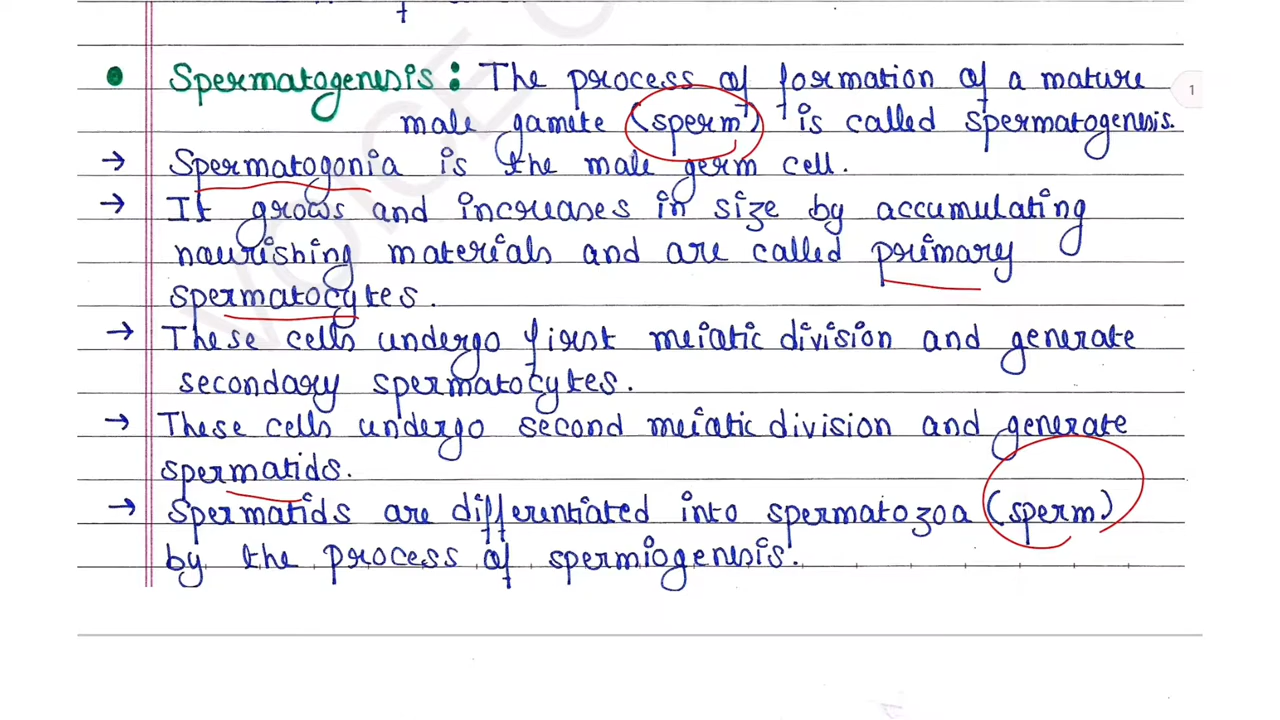 • Spermatogenesis: The process of formation of a mature
male gamete (sperm) is called spermatogenesis.
→ Spermatogonia is the male germ cell.
→ It grows and increases in size by accumulating
nourishing materials and are called primary
spermatocytes.
→ These cells undergo first meiatic division and generate
secondary spermatocytes.
→ These cells undergo second meiatic division and generate
spermatids.
→ Spermatids are differentiated into spermatozoa (sperm)
by the process of spermiogenesis.
1